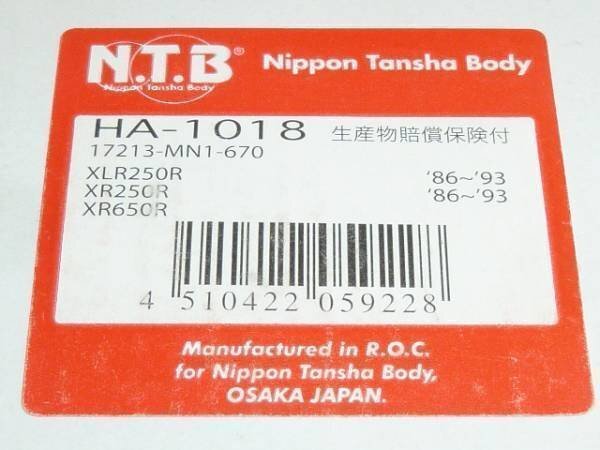 N.T.B® Nippon Tansha Body
Nippon Tansha Body
HA-1018 生産物賠償保険付
17213-MN1-670
XLR250R '86~'93
XR250R '86~'93
XR650R
4 510422 059228
Manufactured in R.O.C.
for Nippon Tansha Body,
OSAKA JAPAN.